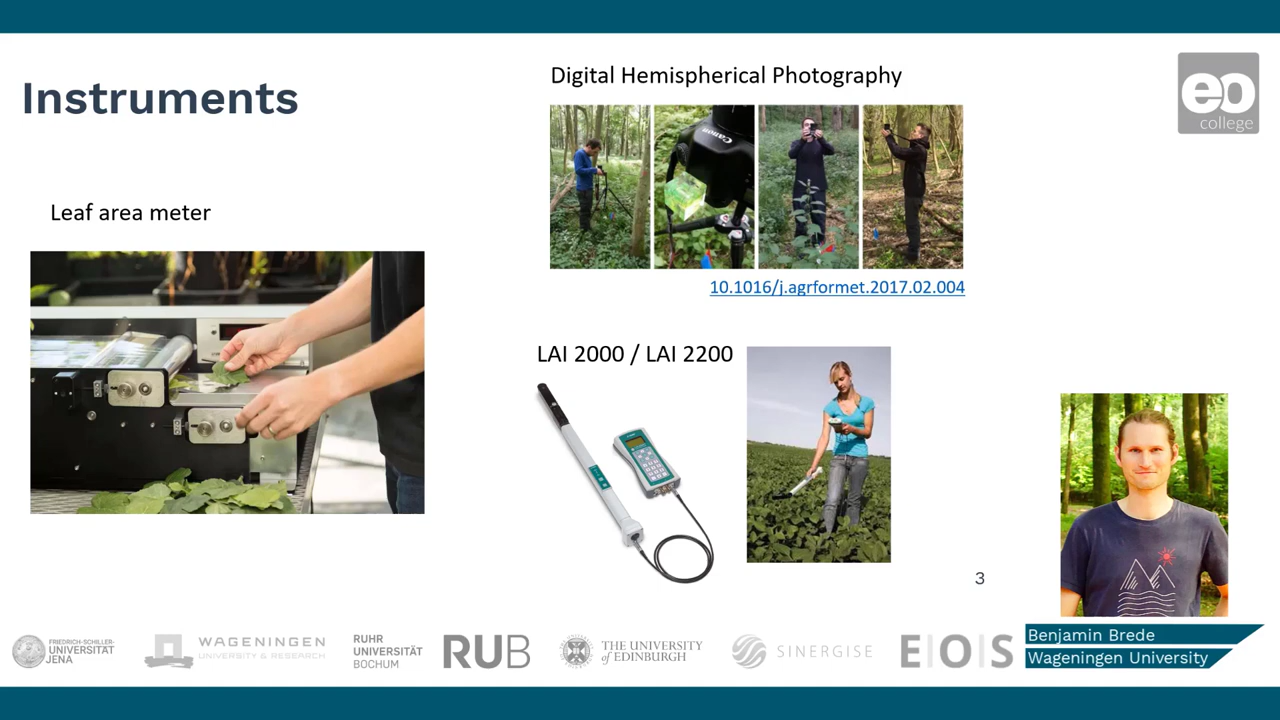 Instruments
Digital Hemispherical Photography
eo
college
Leaf area meter
Canon
10.1016/j.agrformet.2017.02.004
LAI 2000 / LAI 2200
3
FRIEDRICH-SCHILLER-
UNIVERSITÄT
JENA
WAGENINGEN
UNIVERSITY & RESEARCH
RUHR
UNIVERSITÄT
BOCHUM
RUB
THE UNIVERSITY
of EDINBURGH
SINERGISE
E|O|S
Benjamin Brede
Wageningen University